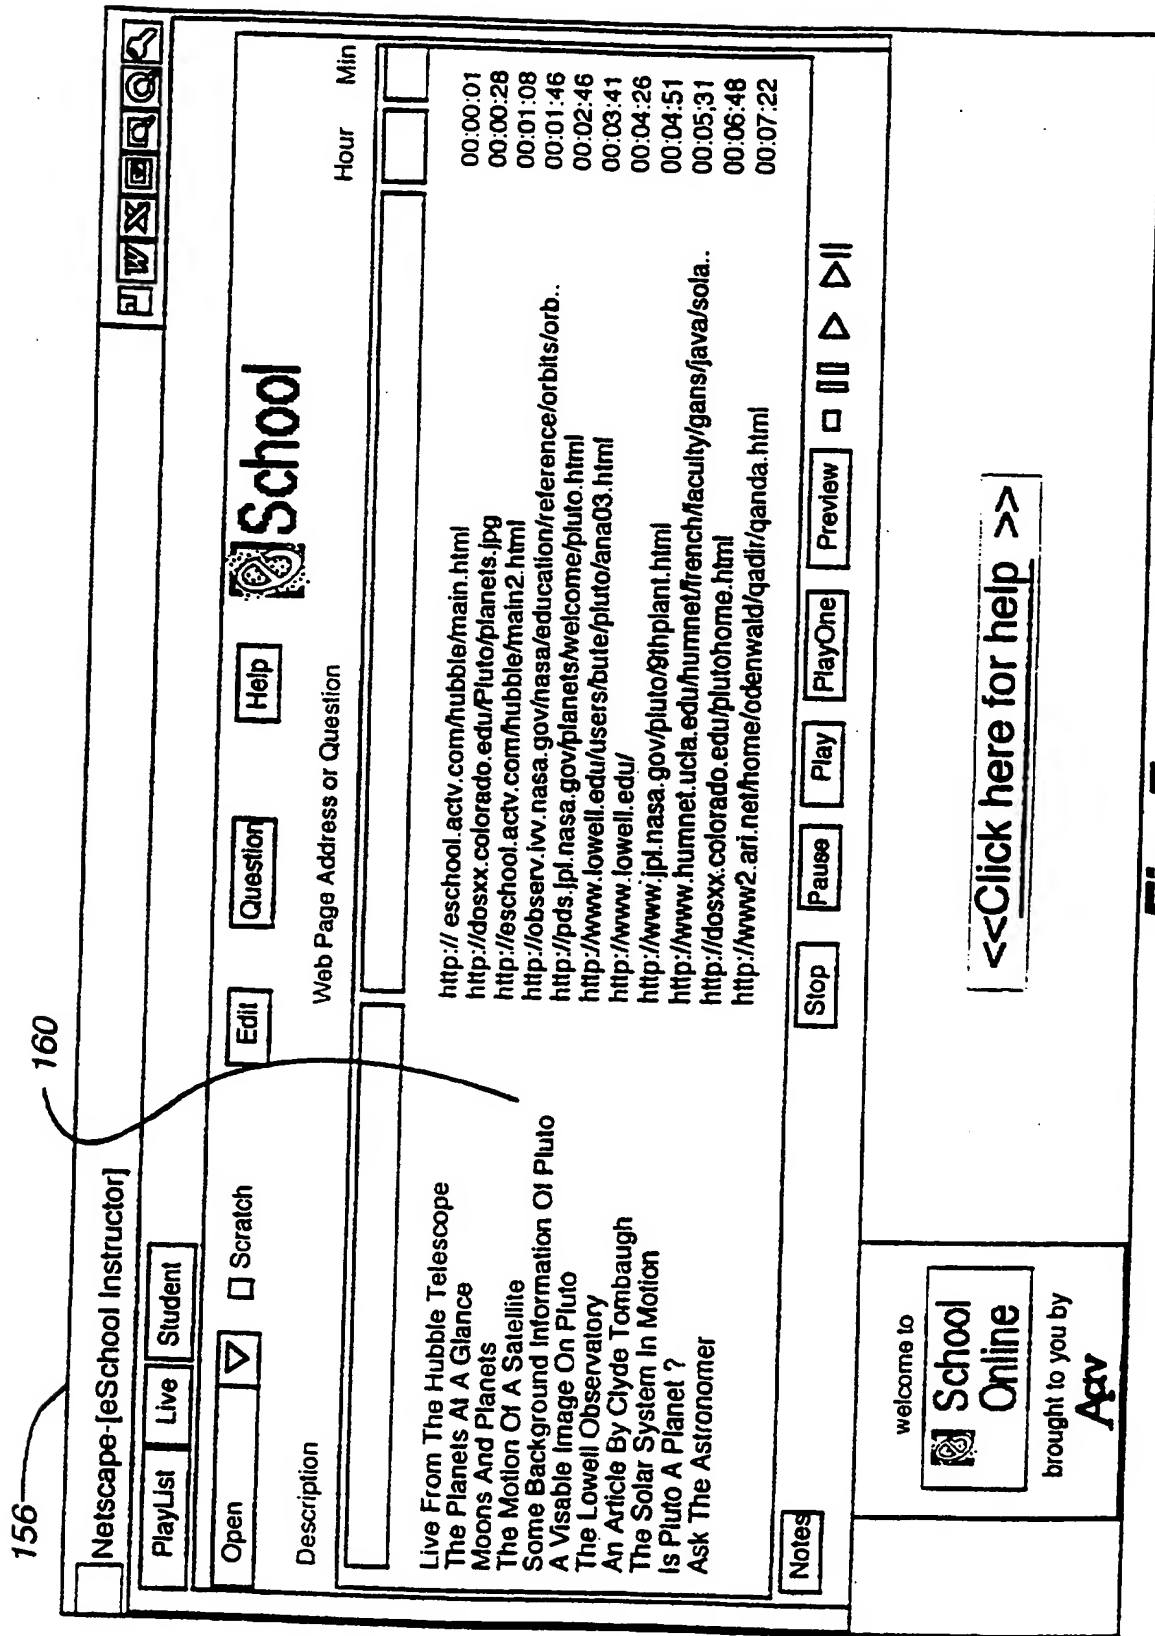 156
160
Netscape-[eSchool Instructor]
PlayList Live Student
Open Scratch Edit Question Help School
Description Web Page Address or Question Hour Min
Live From The Hubble Telescope http:// eschool.actv.com/hubble/main.html 00:00:01
The Planets At A Glance http://dosxx.colorado.edu/Pluto/planets.jpg 00:00:28
Moons And Planets http://eschool.actv.com/hubble/main2.html 00:01:08
The Motion Of A Satellite http://observ.ivv.nasa.gov/nasa/education/reference/orbits/orb.. 00:01:46
Some Background Information Of Pluto http://pds.jpl.nasa.gov/planets/welcome/pluto.html 00:02:46
A Visable Image On Pluto http://www.lowell.edu/users/bute/pluto/ana03.html 00:03:41
The Lowell Observatory http://www.lowell.edu/ 00:04:26
An Article By Clyde Tombaugh http://www.jpl.nasa.gov/pluto/9thplant.html 00:04:51
The Solar System In Motion http://www.humnet.ucla.edu/humnet/french/faculty/gans/java/sola.. 00:05;31
Is Pluto A Planet ? http://dosxx.colorado.edu/plutohome.html 00:06:48
Ask The Astronomer http://www2.ari.net/home/odenwald/qadir/qanda.html 00:07:22
Notes Stop Pause Play PlayOne Preview
welcome to
School
Online
brought to you by
Actv
<<Click here for help >>